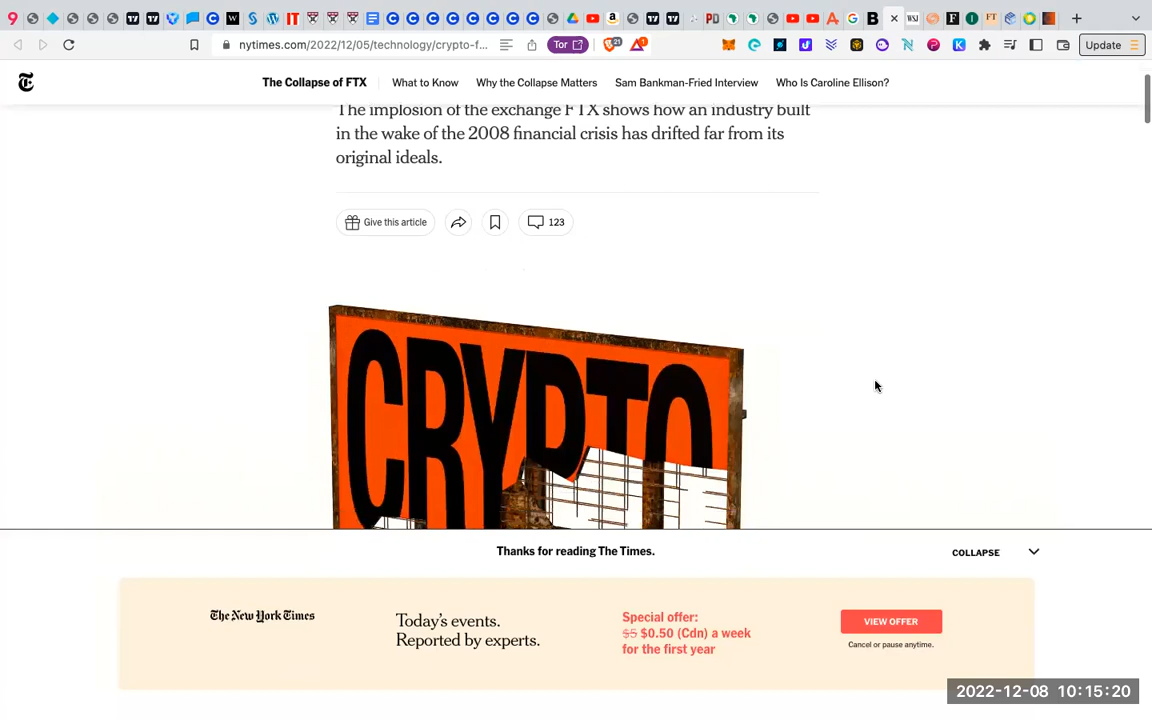 nytimes.com/2022/12/05/technology/crypto-f...
Tor
21
1
Update
The Collapse of FTX
What to Know
Why the Collapse Matters
Sam Bankman-Fried Interview
Who Is Caroline Ellison?
The implosion of the exchange FTX shows how an industry built
in the wake of the 2008 financial crisis has drifted far from its
original ideals.
Give this article
123
CRYPTO
Thanks for reading The Times.
COLLAPSE
The New York Times
Today's events.
Reported by experts.
Special offer:
$5 $0.50 (Cdn) a week
for the first year
VIEW OFFER
Cancel or pause anytime.
2022-12-08 10:15:20